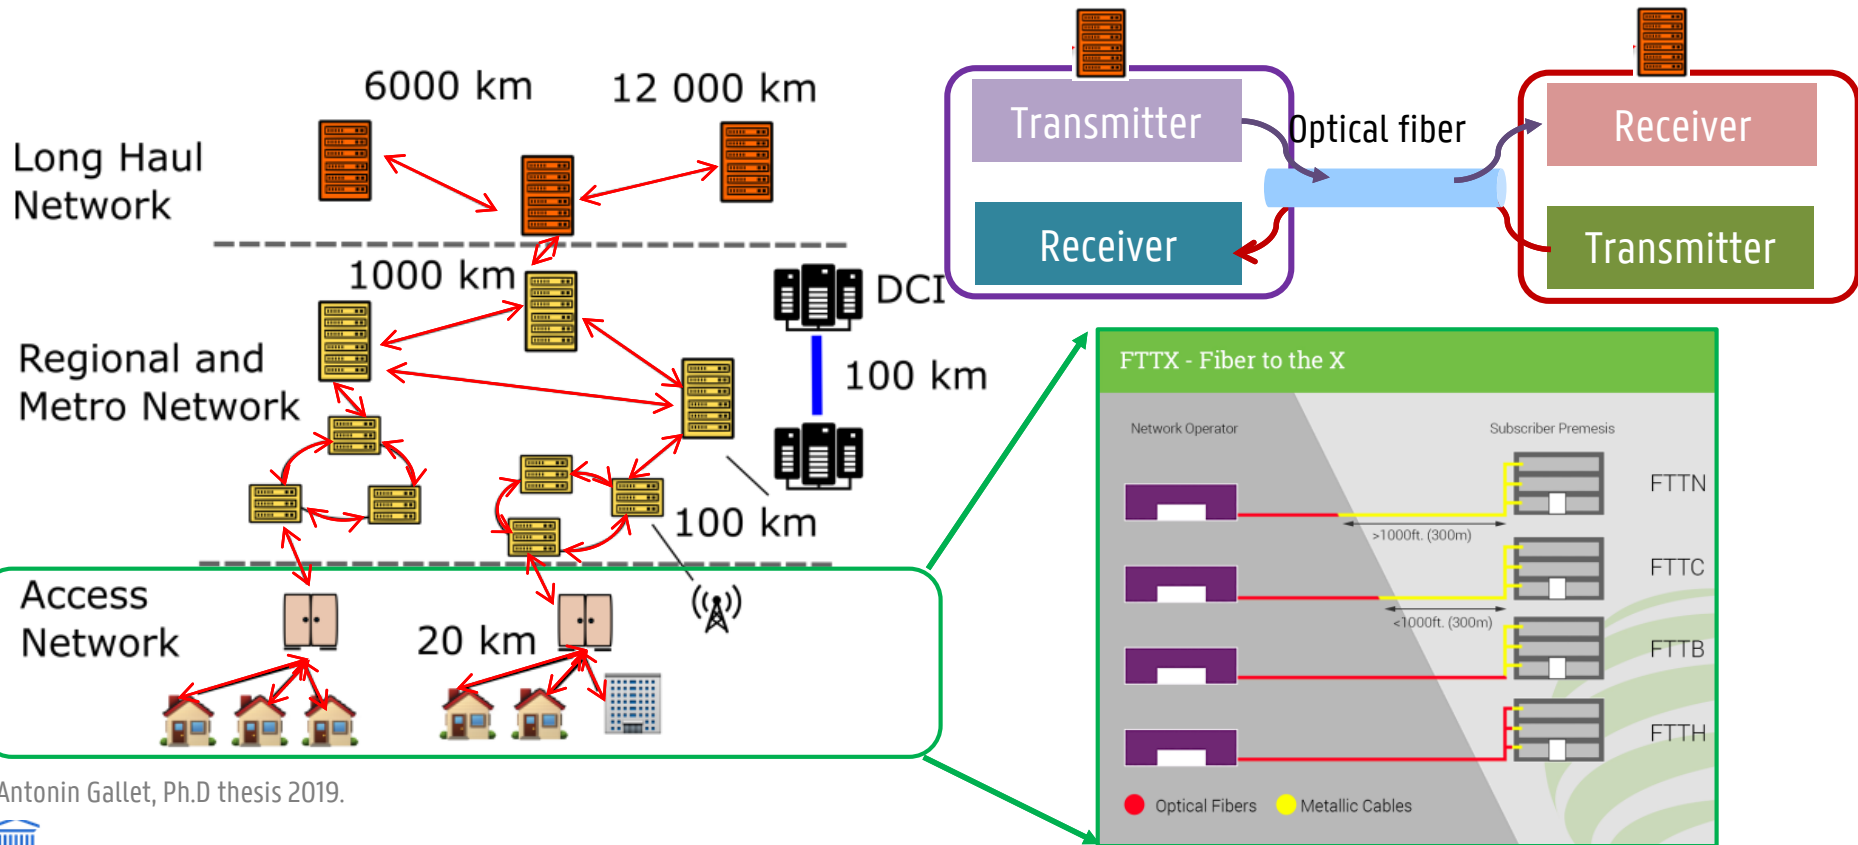 6000 km
12 000 km
Long Haul
Network
1000 km
DCI
Regional and
Metro Network
100 km
100 km
Access
Network
20 km
Antonin Gallet, Ph.D thesis 2019.
Transmitter
Optical fiber
Receiver
Receiver
Transmitter
FTTX - Fiber to the X
Network Operator
Subscriber Premesis
FTTN
>1000ft. (300m)
FTTC
<1000ft. (300m)
FTTB
FTTH
Optical Fibers
Metallic Cables